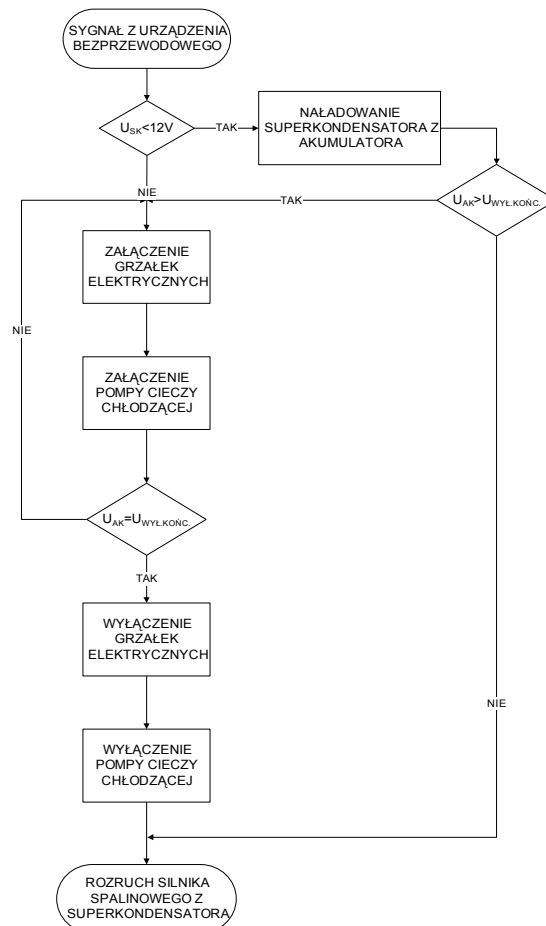 SYGNAŁ Z URZĄDZENIA
BEZPRZEWODOWEGO
USK<12V
TAK
NAŁADOWANIE
SUPERKONDENSATORA Z
AKUMULATORA
NIE
TAK
UAK>UWYŁ.KOŃC.
ZAŁĄCZENIE
GRZAŁEK
ELEKTRYCZNYCH
NIE
ZAŁĄCZENIE
POMPY CIECZY
CHŁODZĄCEJ
UAK=UWYŁ.KOŃC.
TAK
WYŁĄCZENIE
GRZAŁEK
ELEKTRYCZNYCH
NIE
WYŁĄCZENIE
POMPY CIECZY
CHŁODZĄCEJ
ROZRUCH SILNIKA
SPALINOWEGO Z
SUPERKONDENSATORA